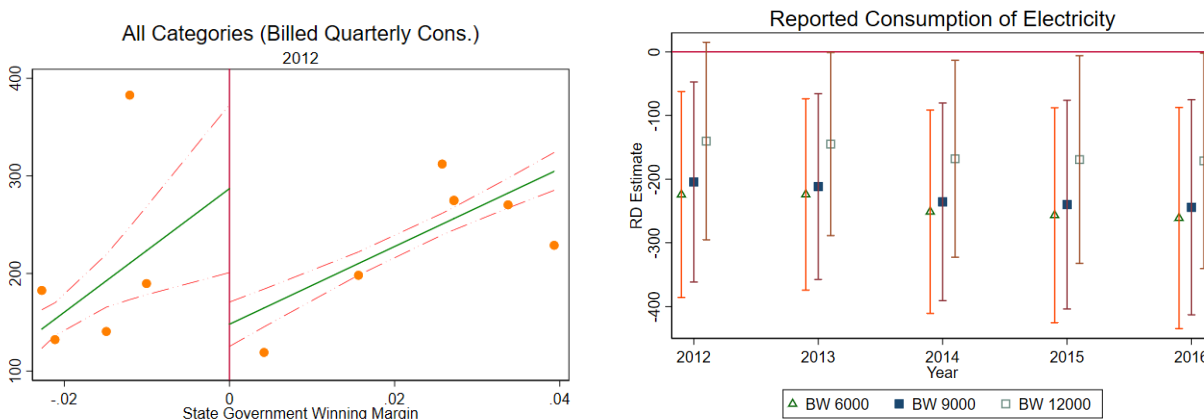 All Categories (Billed Quarterly Cons.)
2012
400
300
200
100
-.02
0
.02
.04
State Government Winning Margin
Reported Consumption of Electricity
0
-100
-200
-300
-400
RD Estimate
2012
2013
2014
2015
2016
Year
BW 6000
BW 9000
BW 12000